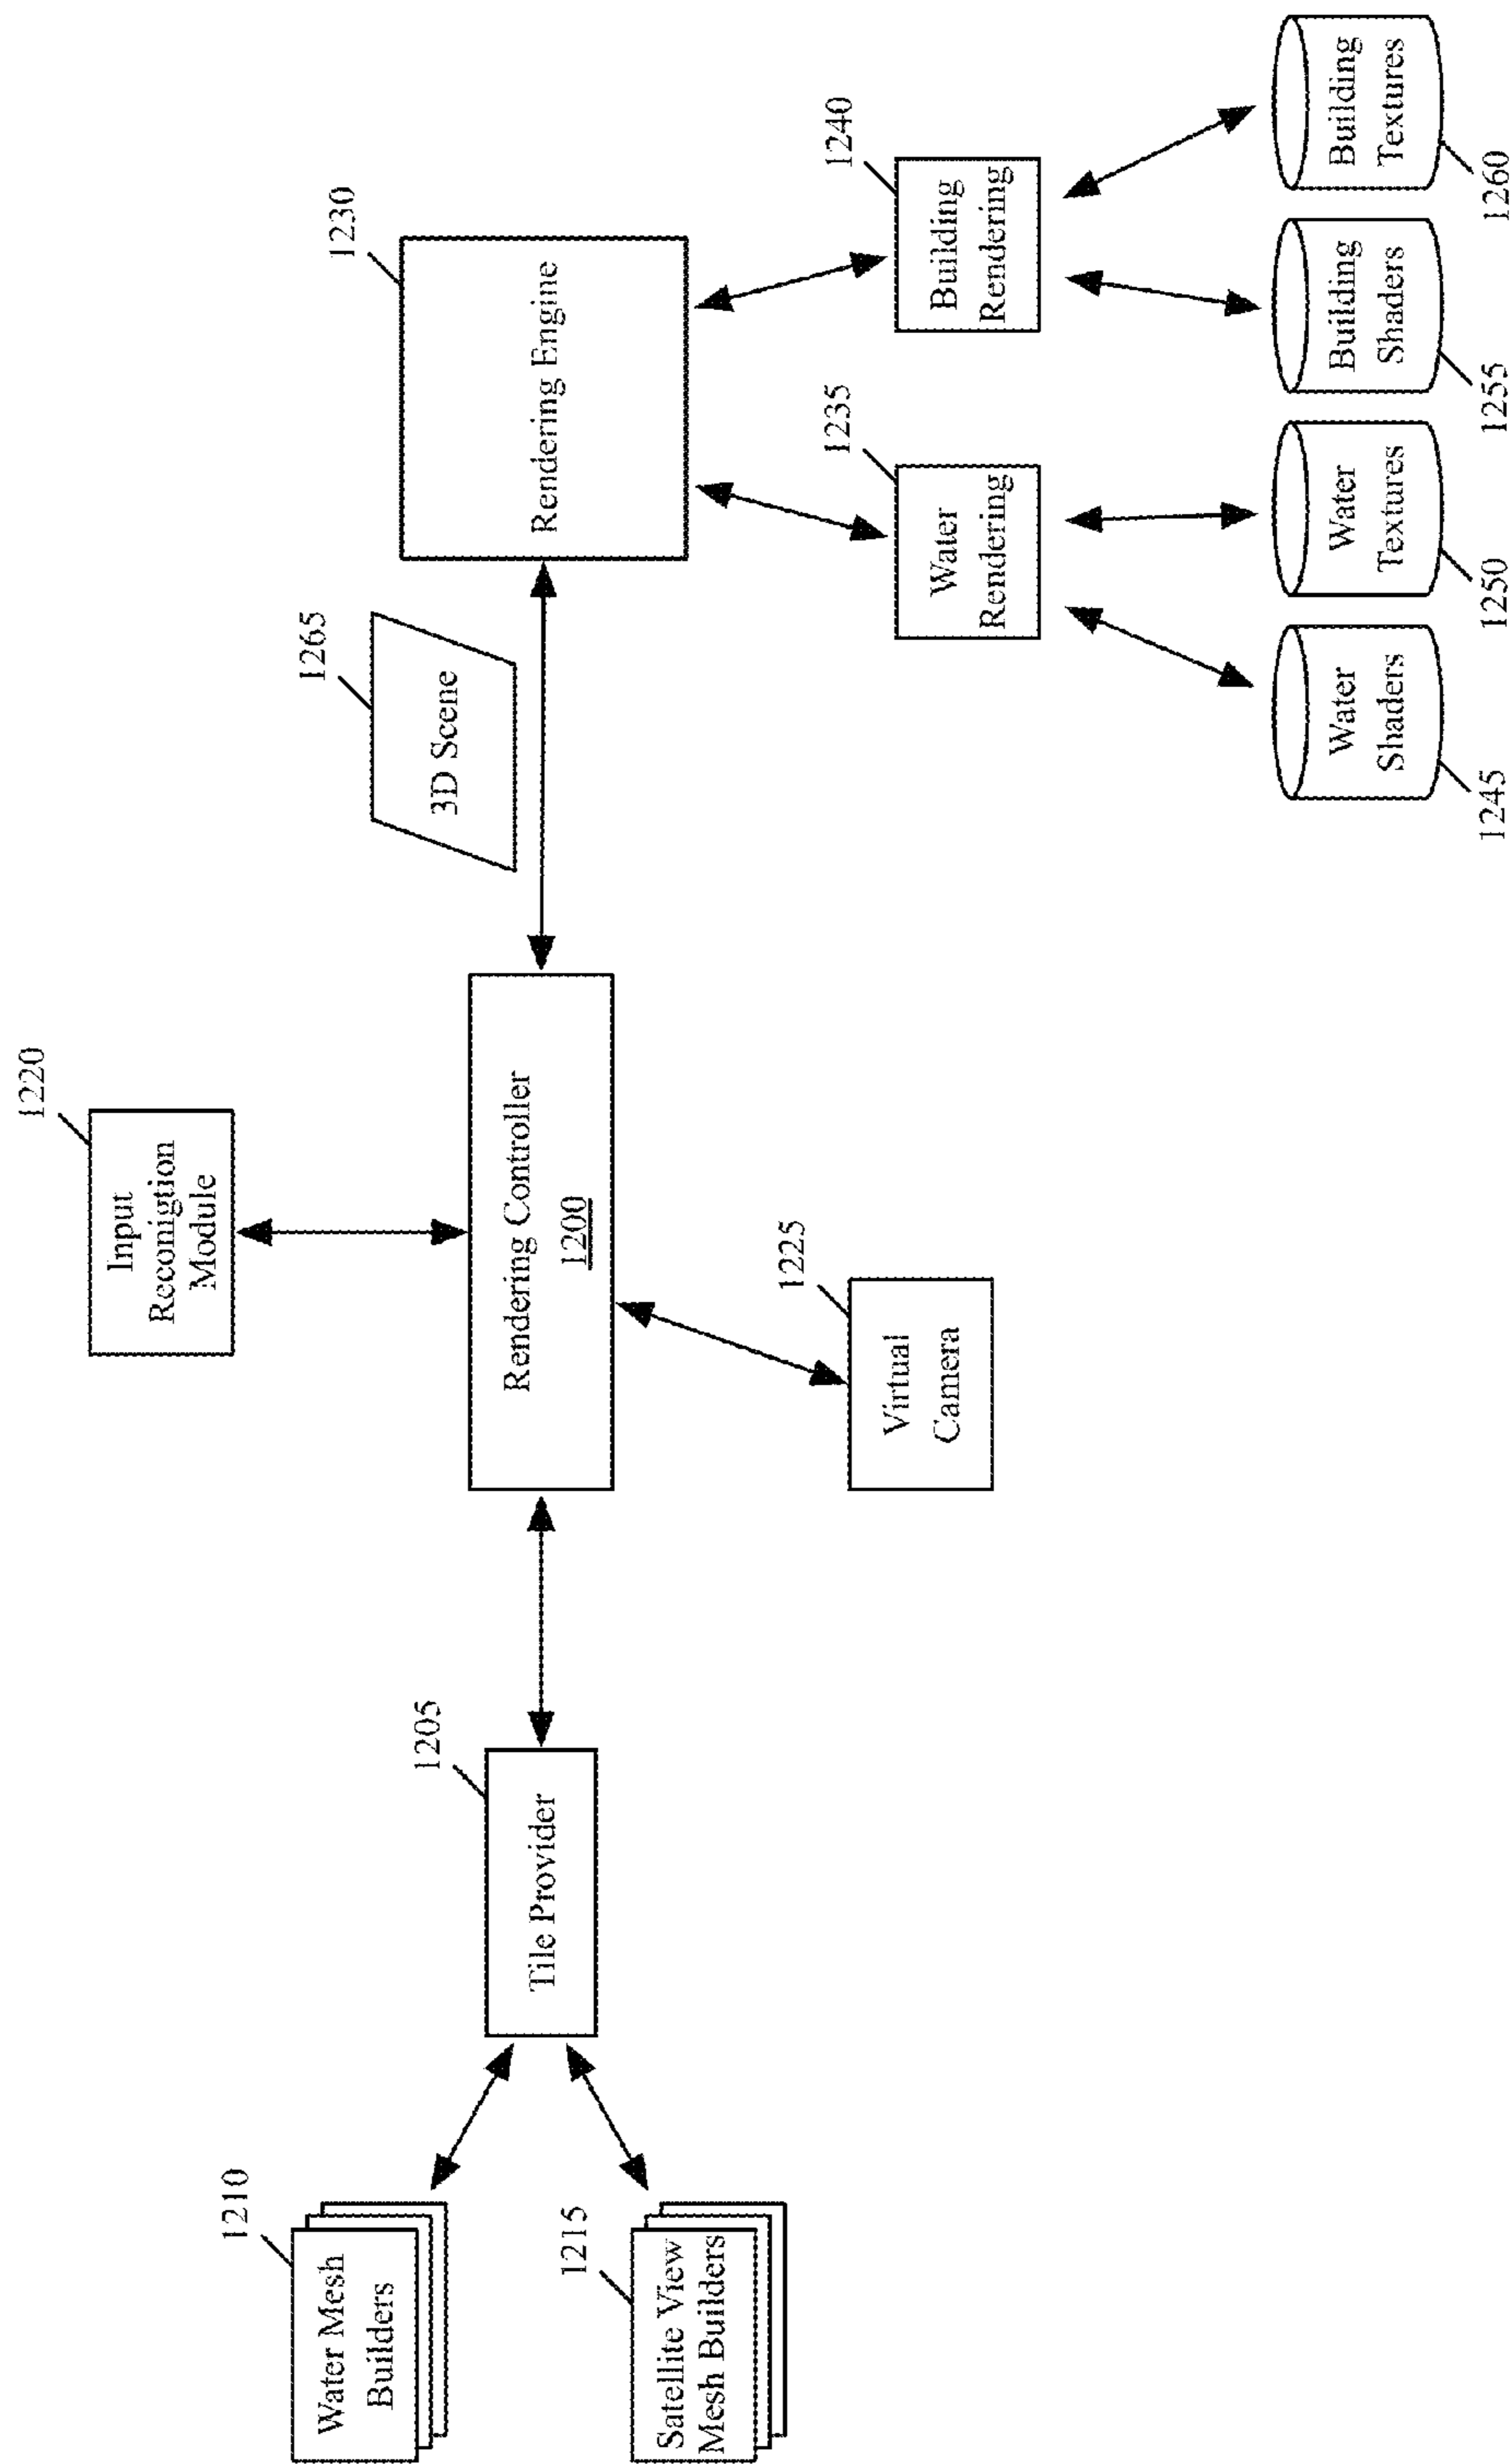 1210
Water Mesh
Builders
1215
Satellite View
Mesh Builders
1205
Tile Provider
1220
Input
Reconigtion
Module
Rendering Controller
1200
1225
Virtual
Camera
1265
3D Scene
1230
Rendering Engine
1235
Water
Rendering
1240
Building
Rendering
Water
Shaders
1245
Water
Textures
1250
Building
Shaders
1255
Building
Textures
1260